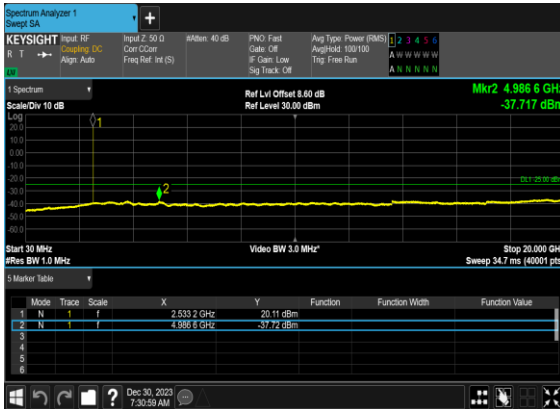 Spectrum Analyzer 1
Swept SA
+
KEYSIGHT Input: RF Input Z: 50 Ω #Atten: 40 dB PNO: Fast Avg Type: Power (RMS) 1 2 3 4 5 6
R T Coupling: DC Corr CCorr Gate: Off Avg|Hold: 100/100 A W W W W W
Align: Auto Freq Ref: Int (S) IF Gain: Low Trig: Free Run
Sig Track: Off A N N N N N
1 Spectrum
Ref Lvl Offset 8.60 dB Mkr2 4.986 6 GHz
Scale/Div 10 dB Ref Level 30.00 dBm -37.717 dBm
Log
20.0
10.0
0.00
-10.0
-20.0
-30.0
-40.0
-50.0
-60.0
1
2
DL1 -25.00 dBm
Start 30 MHz Video BW 3.0 MHz* Stop 20.000 GHz
#Res BW 1.0 MHz Sweep 34.7 ms (40001 pts)
5 Marker Table
Mode Trace Scale X Y Function Function Width Function Value
1 N 1 f 2.533 2 GHz 20.11 dBm
2 N 1 f 4.986 6 GHz -37.72 dBm
3
4
5
6
?
Dec 30, 2023
7:30:59 AM